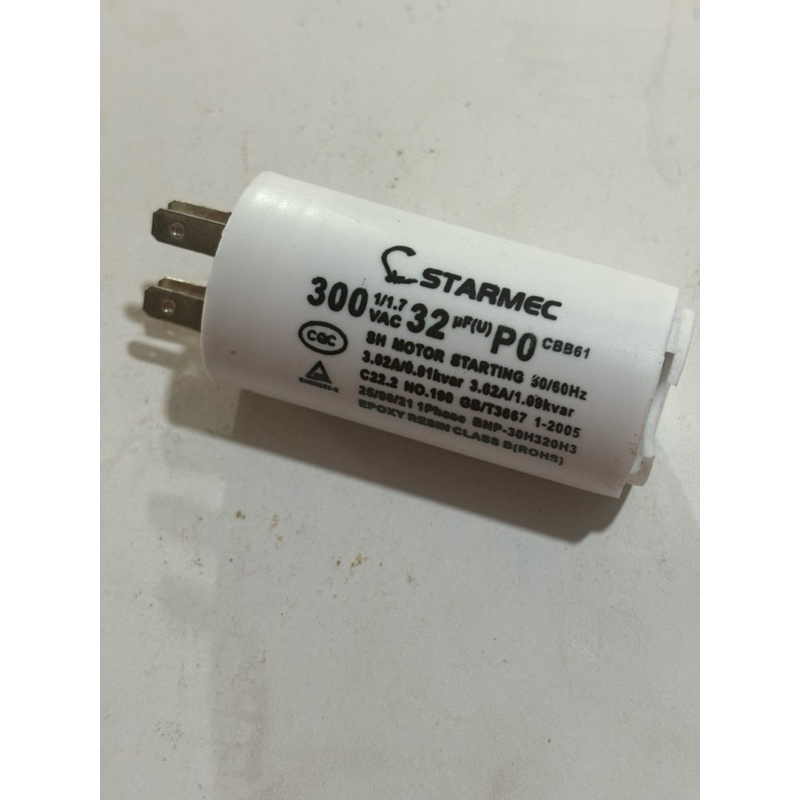 STARMEC
300 1/1.7 VAC 32 µF(U) P0 CBB61
CQC
SH MOTOR STARTING 50/60Hz
3.02A/0.91kvar 3.62A/1.09kvar
C22.2 NO.190 GB/T3667 1-2005
25/80/21 1Phase BNP-30H320H3
EPOXY RESIN CLASS B(ROHS)